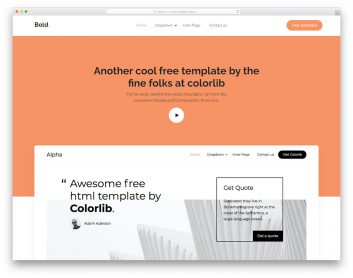 Bold.
Home Dropdown Inner Page Contact us
Free Templates
Another cool free template by the
fine folks at colorlib
Far far away, behind the word mountains, far from the
countries Vokalia and Consonantia, there live
Alpha
Home Dropdown Inner Page Contact us Visit Colorlib
“ Awesome free
html template by
Colorlib.
Adam Aderson
Get Quote
Separated they live in
Bookmarksgrove right at the
coast of the Semantics, a
large language ocean.
Get a quote